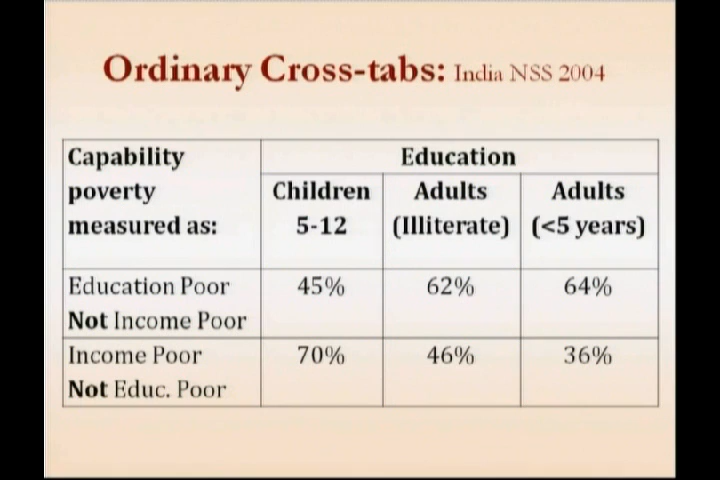 Ordinary Cross-tabs: India NSS 2004
Capability poverty measured as:
Education
Children 5-12
Adults (Illiterate)
Adults (<5 years)
Education Poor Not Income Poor
45%
62%
64%
Income Poor Not Educ. Poor
70%
46%
36%